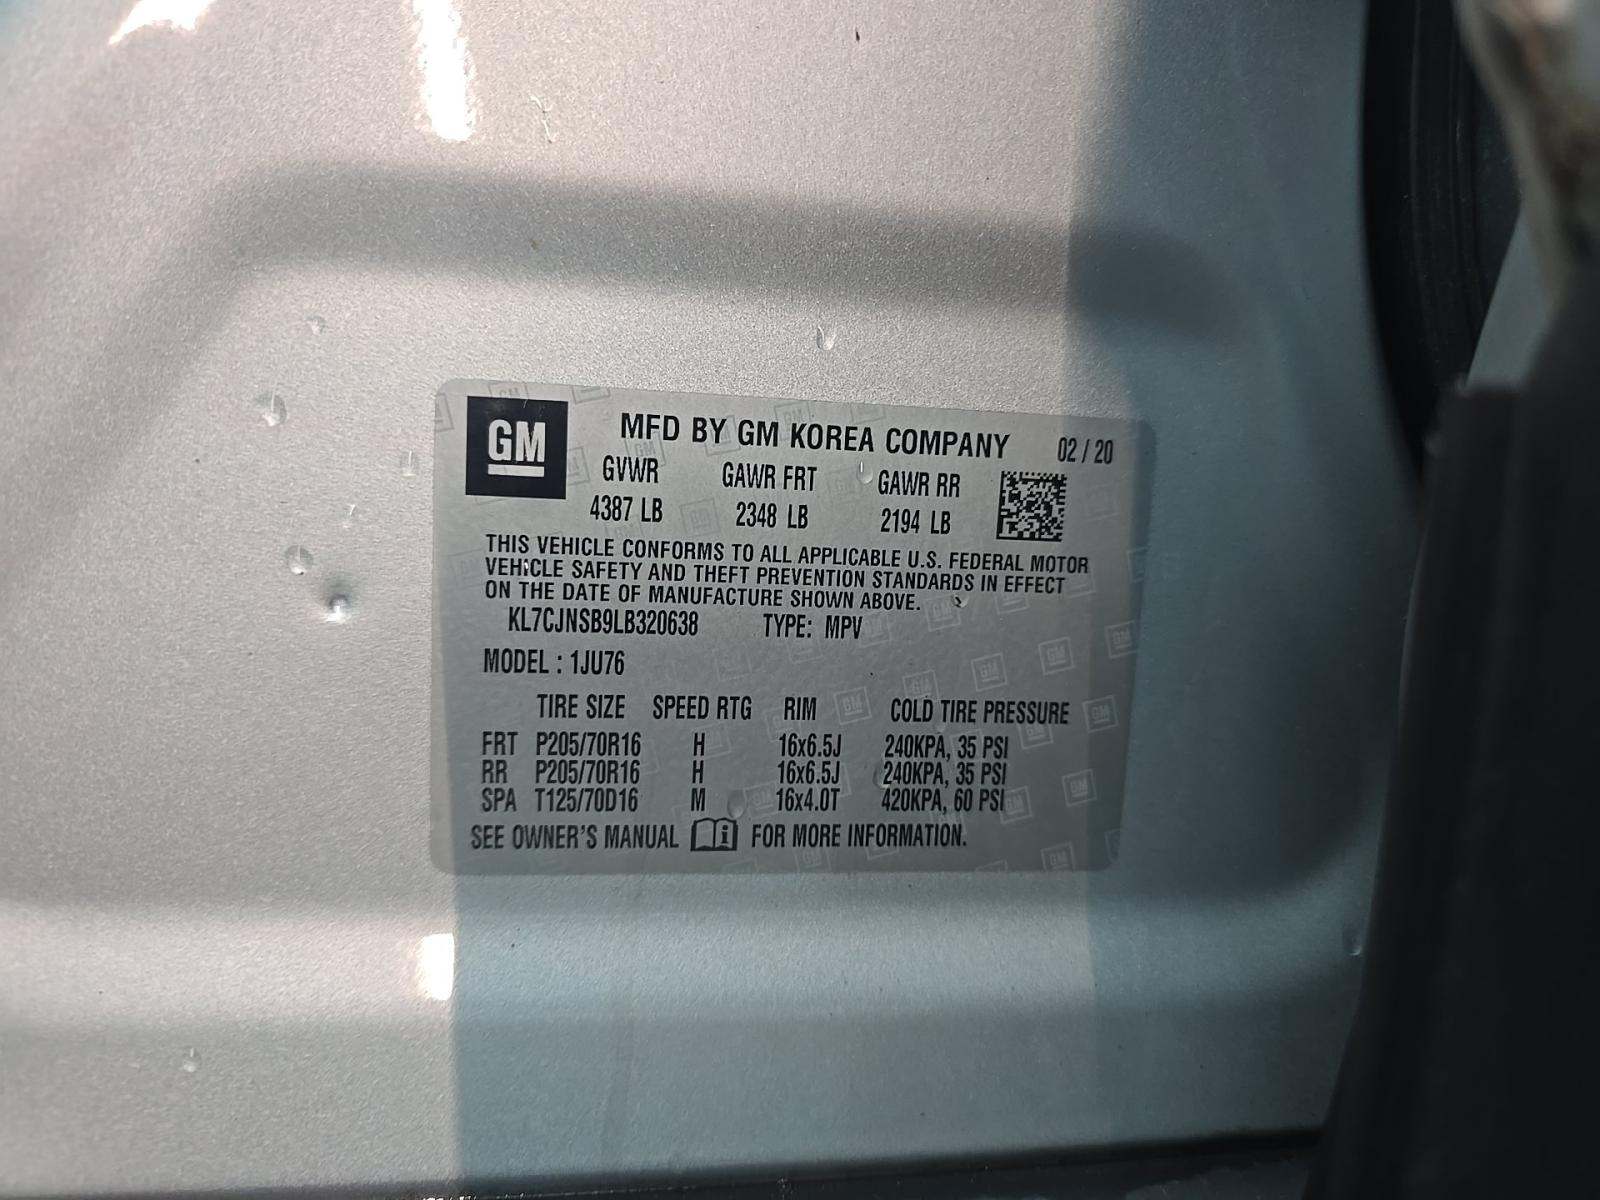 GM
MFD BY GM KOREA COMPANY 02 / 20
GVWR GAWR FRT GAWR RR
4387 LB 2348 LB 2194 LB
THIS VEHICLE CONFORMS TO ALL APPLICABLE U.S. FEDERAL MOTOR
VEHICLE SAFETY AND THEFT PREVENTION STANDARDS IN EFFECT
ON THE DATE OF MANUFACTURE SHOWN ABOVE.
KL7CJNSB9LB320638 TYPE: MPV
MODEL : 1JU76
TIRE SIZE SPEED RTG RIM COLD TIRE PRESSURE
FRT P205/70R16 H 16x6.5J 240KPA, 35 PSI
RR P205/70R16 H 16x6.5J 240KPA, 35 PSI
SPA T125/70D16 M 16x4.0T 420KPA, 60 PSI
SEE OWNER'S MANUAL FOR MORE INFORMATION.